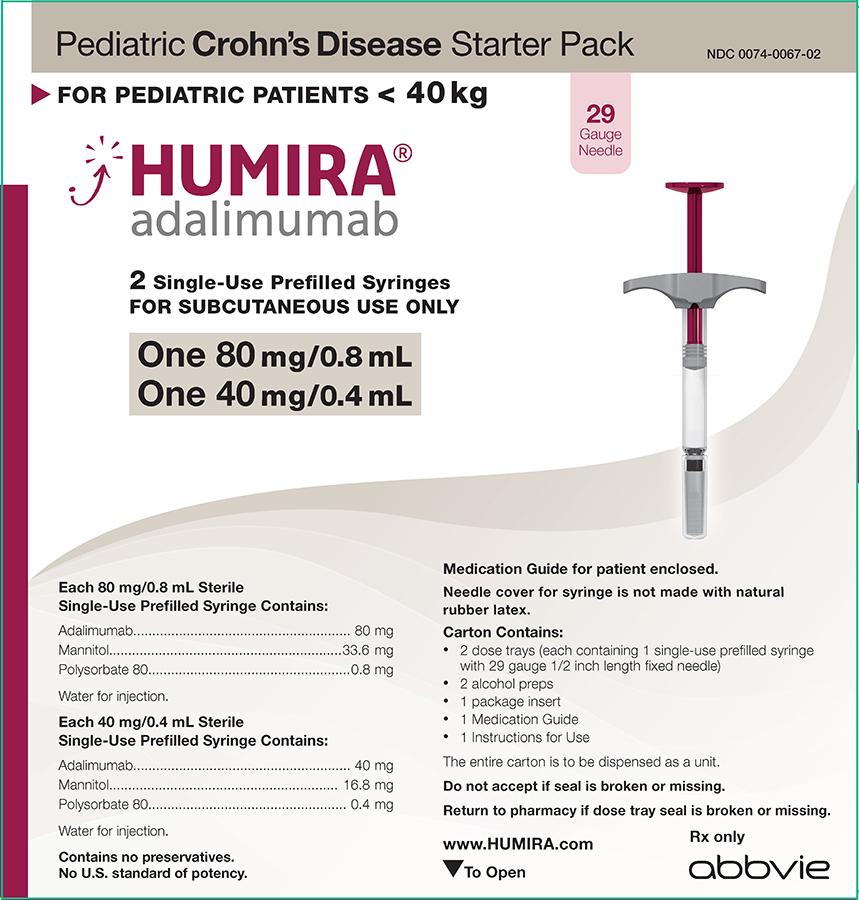 Pediatric Crohn's Disease Starter Pack
NDC 0074-0067-02
FOR PEDIATRIC PATIENTS < 40 kg
29
Gauge
Needle
HUMIRA®
adalimumab
2 Single-Use Prefilled Syringes
FOR SUBCUTANEOUS USE ONLY
One 80 mg/0.8 mL
One 40 mg/0.4 mL
Each 80 mg/0.8 mL Sterile
Single-Use Prefilled Syringe Contains:
Adalimumab........................................................ 80 mg
Mannitol............................................................33.6 mg
Polysorbate 80....................................................0.8 mg
Water for injection.
Each 40 mg/0.4 mL Sterile
Single-Use Prefilled Syringe Contains:
Adalimumab........................................................ 40 mg
Mannitol............................................................ 16.8 mg
Polysorbate 80.................................................... 0.4 mg
Water for injection.
Contains no preservatives.
No U.S. standard of potency.
Medication Guide for patient enclosed.
Needle cover for syringe is not made with natural
rubber latex.
Carton Contains:
• 2 dose trays (each containing 1 single-use prefilled syringe
with 29 gauge 1/2 inch length fixed needle)
• 2 alcohol preps
• 1 package insert
• 1 Medication Guide
• 1 Instructions for Use
The entire carton is to be dispensed as a unit.
Do not accept if seal is broken or missing.
Return to pharmacy if dose tray seal is broken or missing.
www.HUMIRA.com
Rx only
▼To Open
abbvie